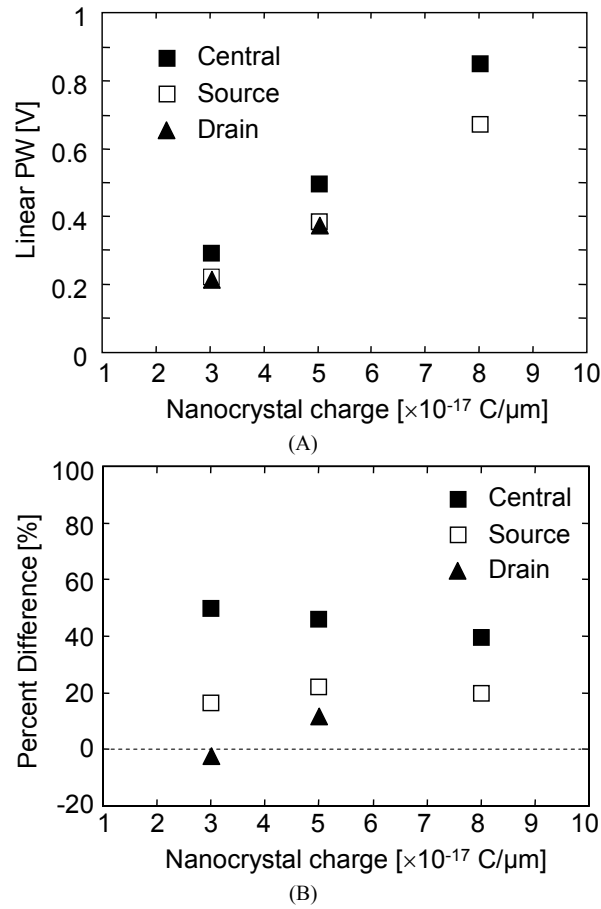 1
0.8
0.6
0.4
0.2
0
Linear PW [V]
Central
Source
Drain
1 2 3 4 5 6 7 8 9 10
Nanocrystal charge [×10⁻¹⁷ C/μm]
(A)
100
80
60
40
20
0
-20
Percent Difference [%]
Central
Source
Drain
1 2 3 4 5 6 7 8 9 10
Nanocrystal charge [×10⁻¹⁷ C/μm]
(B)